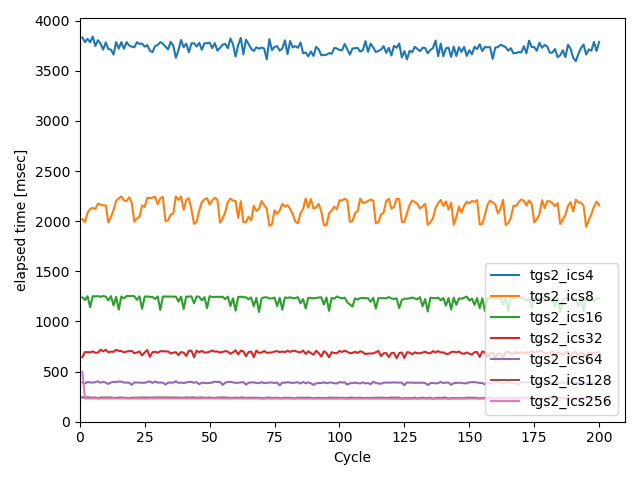 4000
3500
3000
2500
2000
1500
1000
500
0
elapsed time [msec]
0 25 50 75 100 125 150 175 200
Cycle
tgs2_ics4
tgs2_ics8
tgs2_ics16
tgs2_ics32
tgs2_ics64
tgs2_ics128
tgs2_ics256